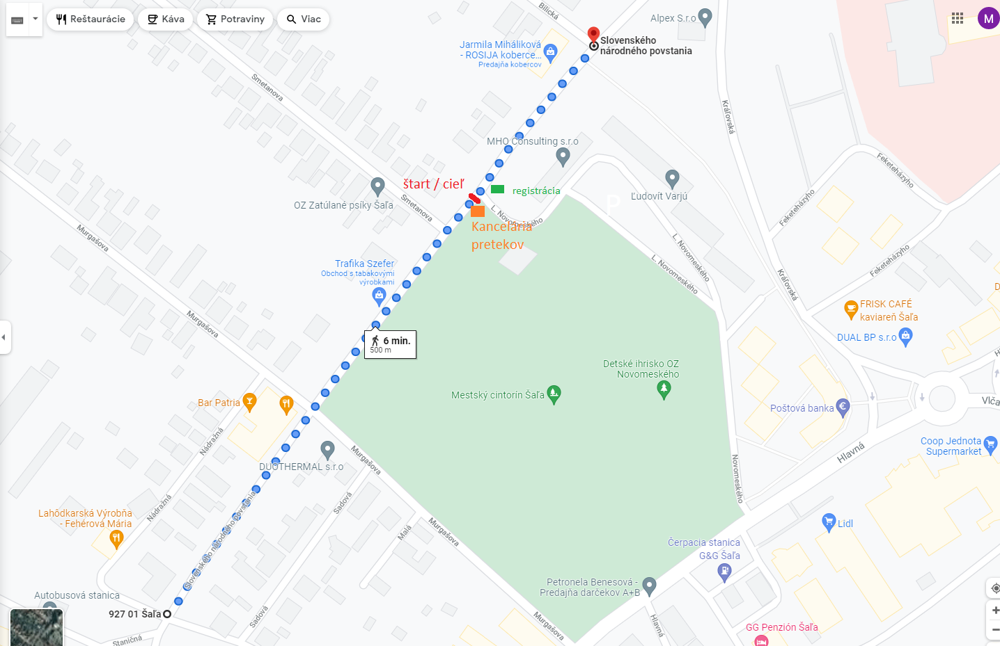 Reštaurácie
Káva
Potraviny
Viac
M
Bilická
Alpex S.r.o
Slovenského
národného povstania
Jarmila Miháliková
- ROSIJA koberce...
Predajňa kobercov
Smetanova
Kráľovská
MHO Consulting s.r.o
štart / cieľ
registrácia
P
Ľudovít Varjú
Feketeházyho
OZ Zatúlané psíky Šaľa
Smetanova
L. Novomeského
Feketeházyho
Kancelária
pretekov
Murgašova
L. Novomeského
L. Novomeského
Feketeházyho
Trafika Szefer
Obchod s tabakovými
výrobkami
Kráľovská
FRISK CAFÉ
kaviareň Šaľa
Murgašova
DUAL BP s.r.o
6 min.
500 m
Detské ihrisko OZ
Novomeského
Mestský cintorín Šaľa
Bar Patria
Poštová banka
€
Vlča
Nádražná
Hlavná
Coop Jednota
Supermarket
DUOTHERMAL s.r.o
Murgašova
Novomeského
Lahôdkarská Výrobňa
- Fehérová Mária
Nádražná
Sadová
Slovenského národného povstania
Malá
Murgašova
Lidl
Čerpacia stanica
G&G Šaľa
Petronela Benesová -
Predajňa darčekov A+B
Autobusová stanica
927 01 Šaľa
Sadová
Staničná
Murgašova
Hlavná
GG Penzión Šaľa